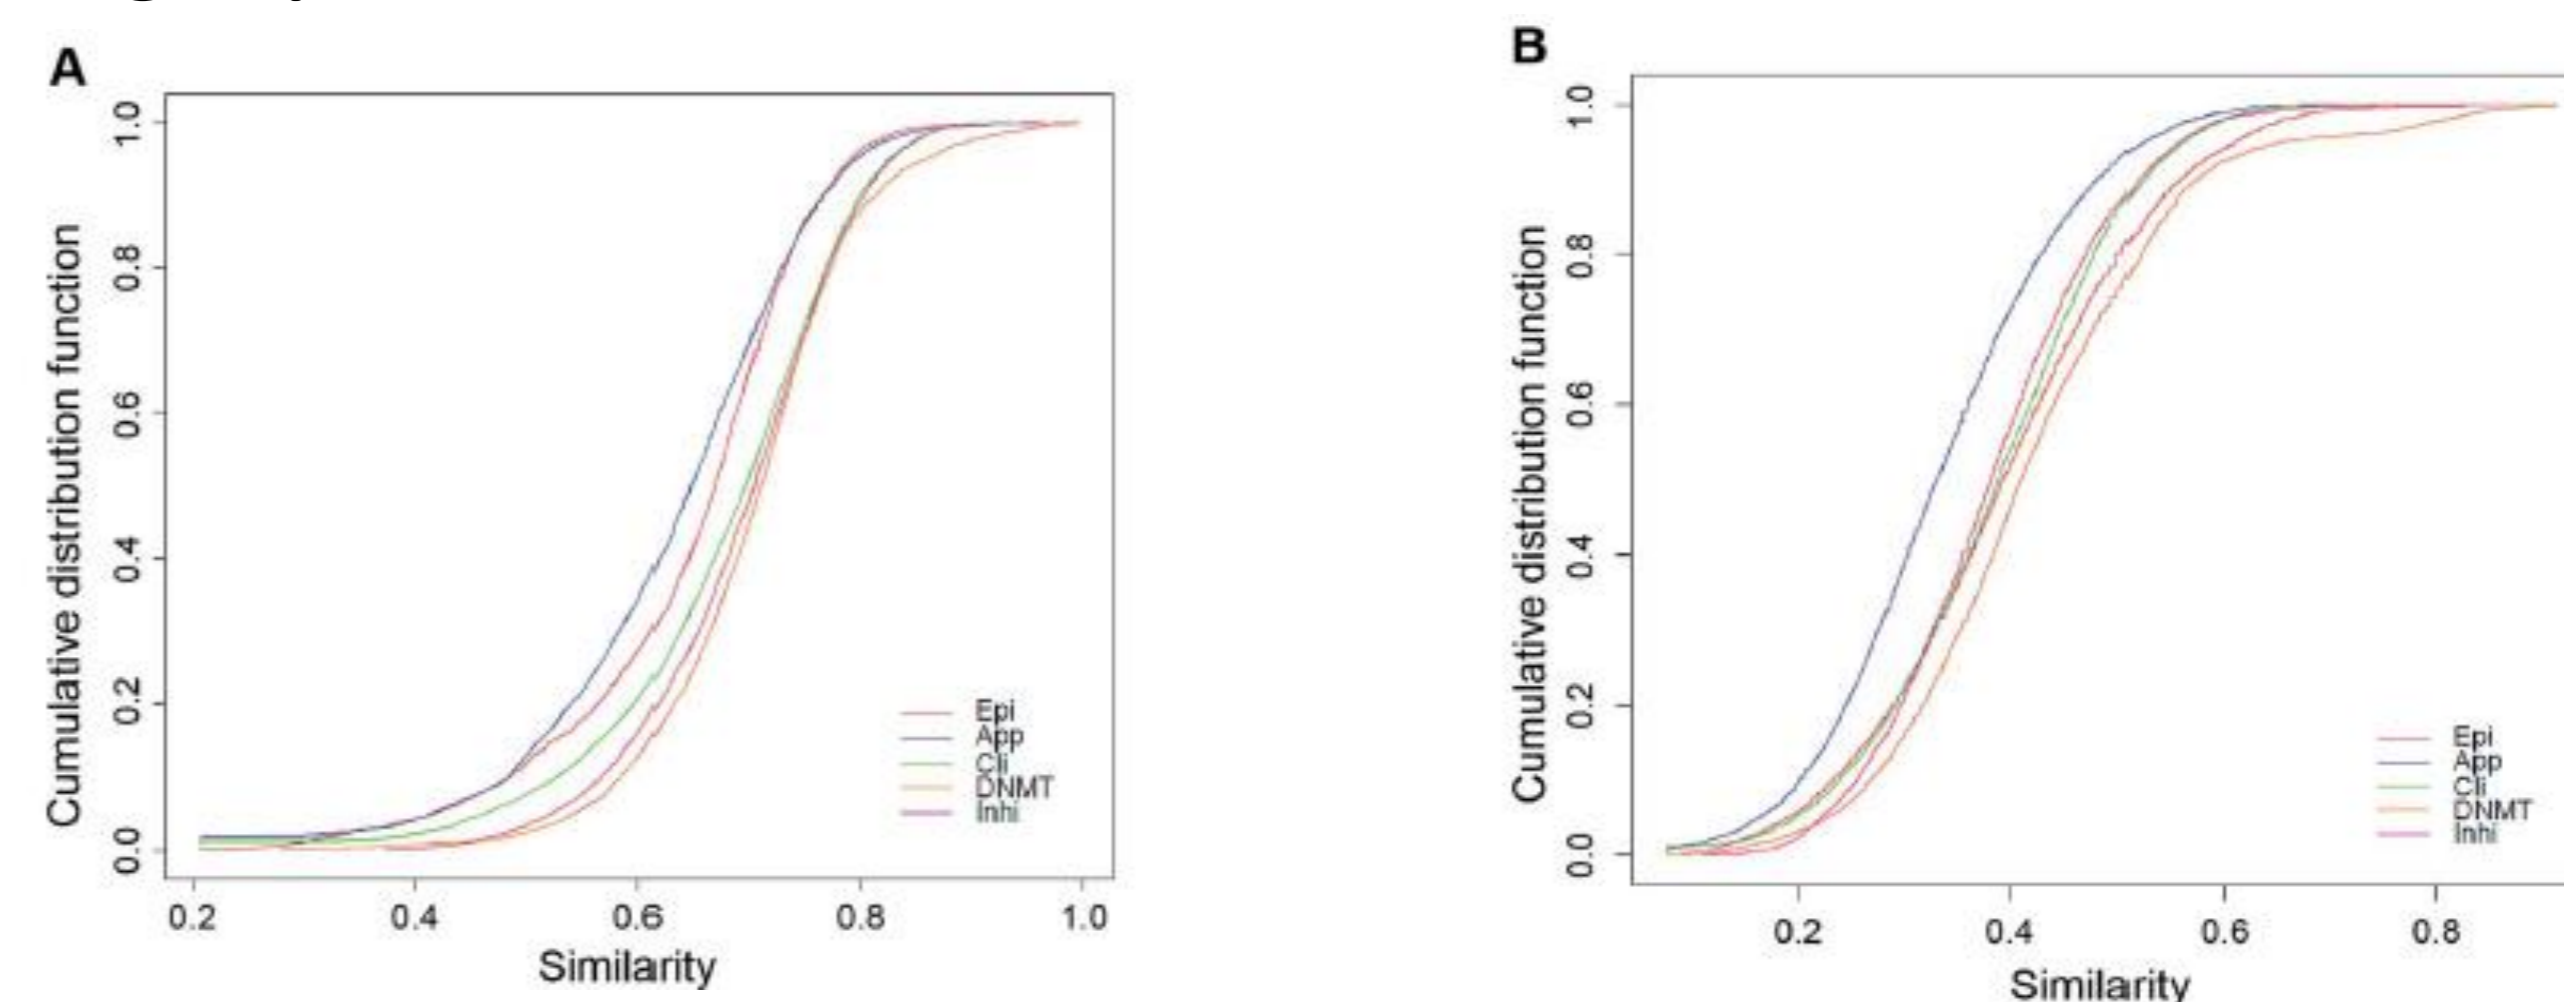 A
1.0
0.8
0.6
0.4
0.2
0.0
Cumulative distribution function
Epi
App
Cli
DNMT
Inhi
0.2 0.4 0.6 0.8 1.0
Similarity
B
1.0
0.8
0.6
0.4
0.2
0.0
Cumulative distribution function
Epi
App
Cli
DNMT
Inhi
0.2 0.4 0.6 0.8
Similarity